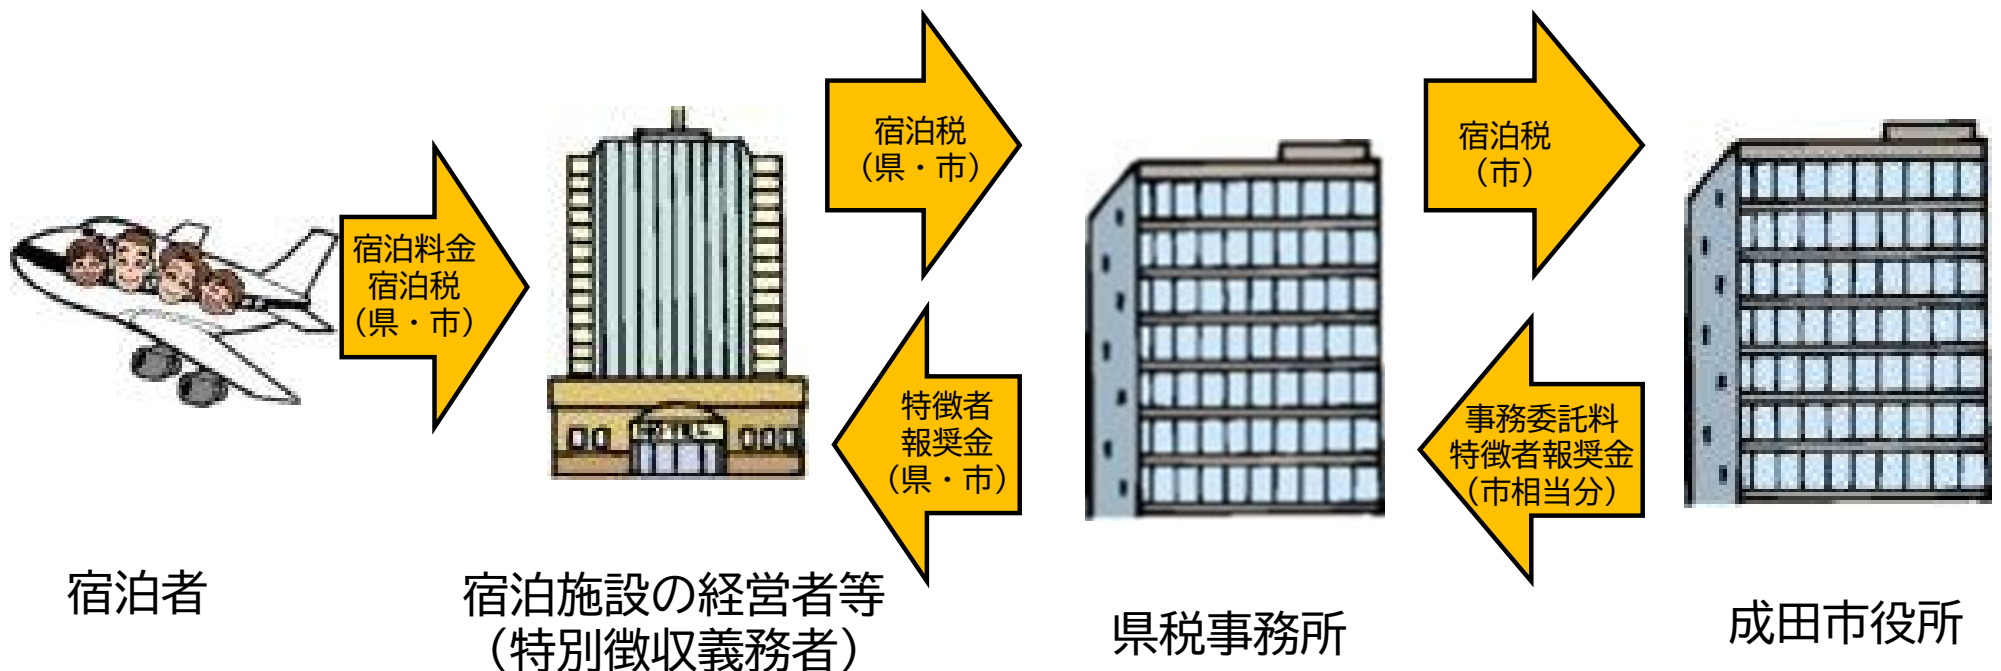 宿泊料金
宿泊税
（県・市）
宿泊税
（県・市）
特徴者
報奨金
（県・市）
宿泊税
（市）
事務委託料
特徴者報奨金
（市相当分）
宿泊者
宿泊施設の経営者等
（特別徴収義務者）
県税事務所
成田市役所